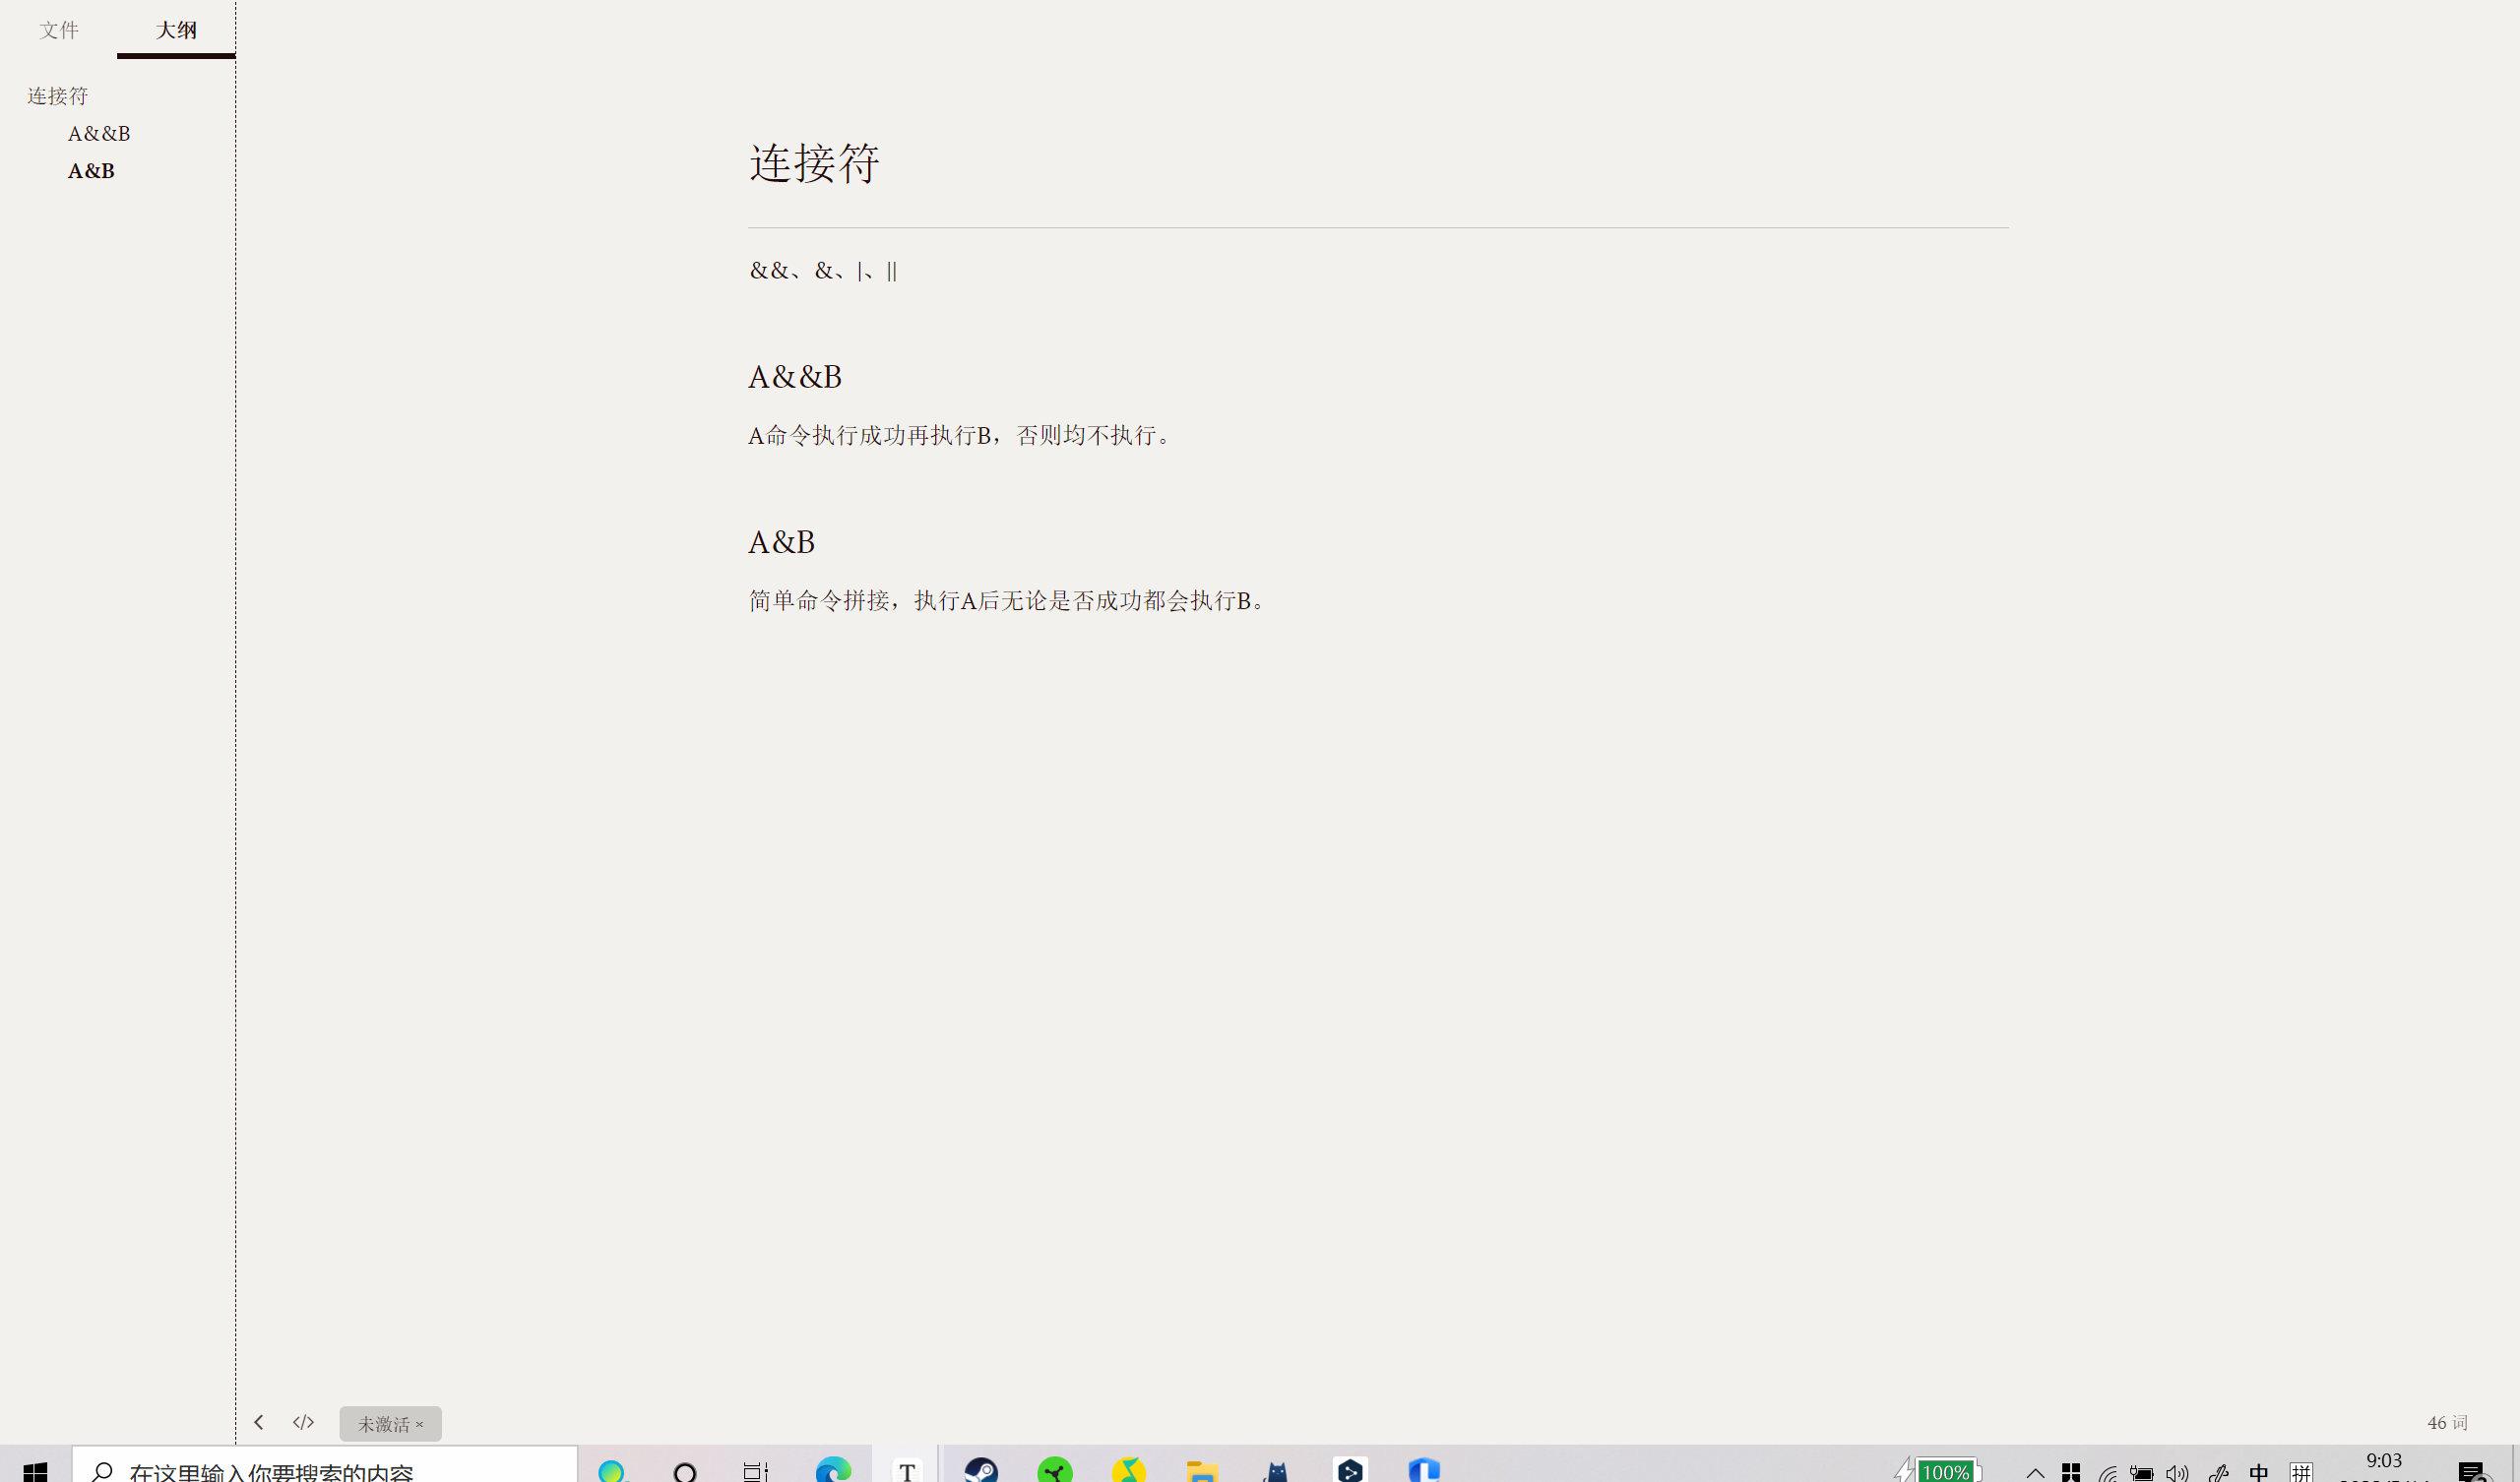 文件 大纲
连接符
A&&B
A&B
连接符
&&、&、|、||
A&&B
A命令执行成功再执行B，否则均不执行。
A&B
简单命令拼接，执行A后无论是否成功都会执行B。
未激活 ×
46 词
在这里输入你要搜索的内容
100%
中
拼
9:03